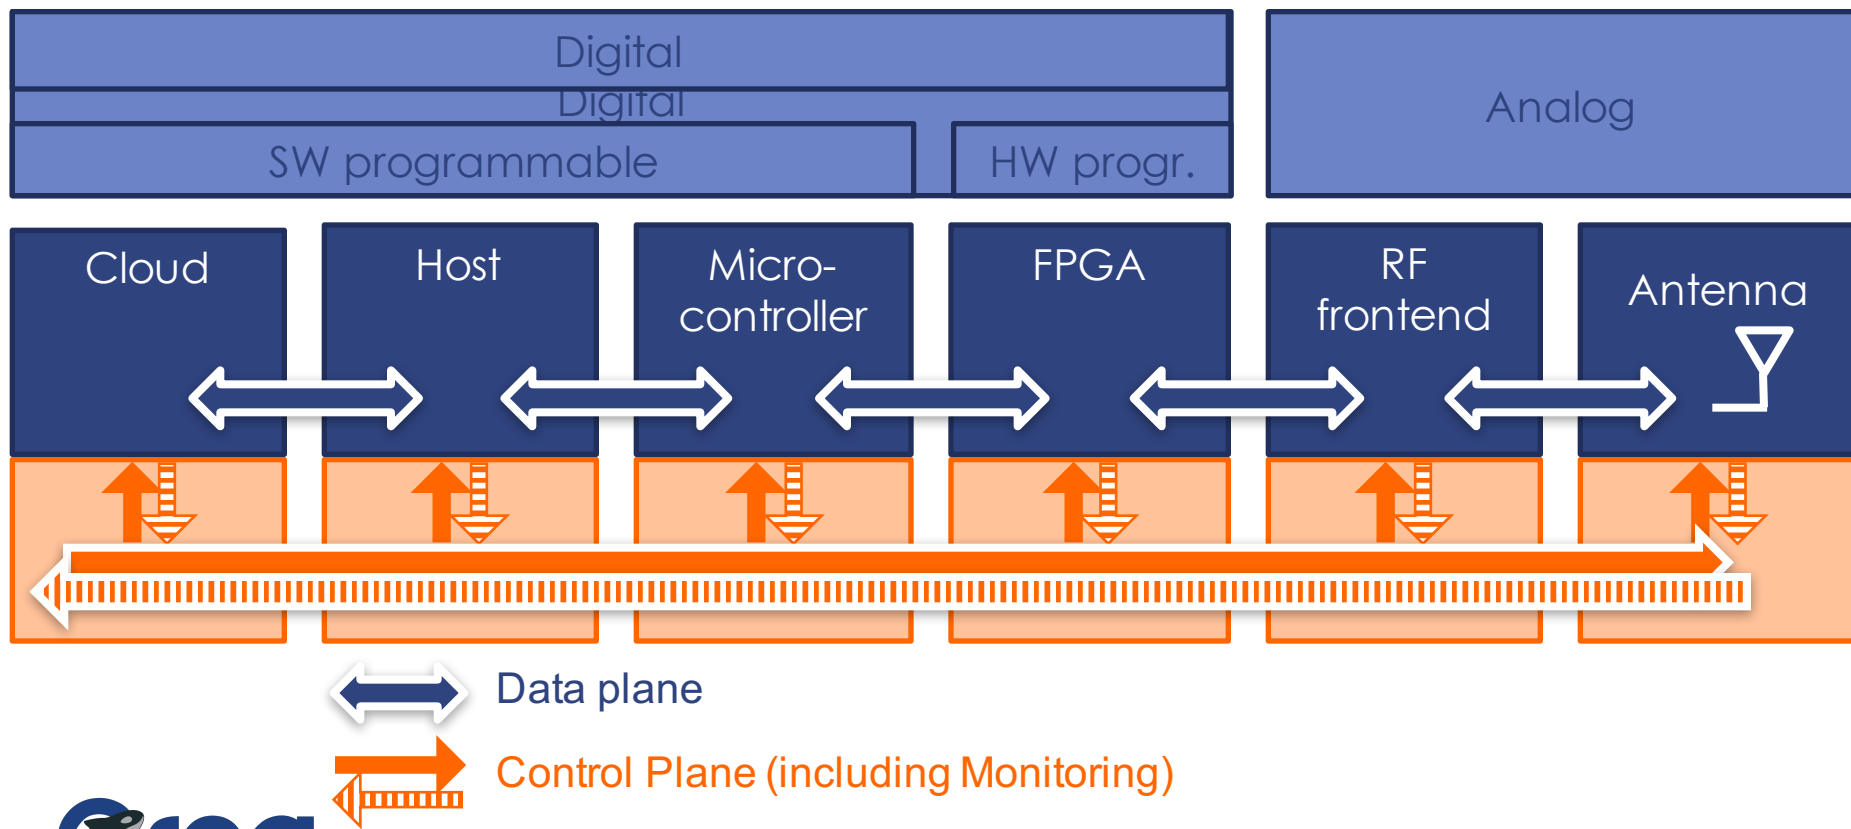 Digital
Digital
Analog
SW programmable
HW progr.
Cloud
Host
Micro-
controller
FPGA
RF
frontend
Antenna
Data plane
Control Plane (including Monitoring)